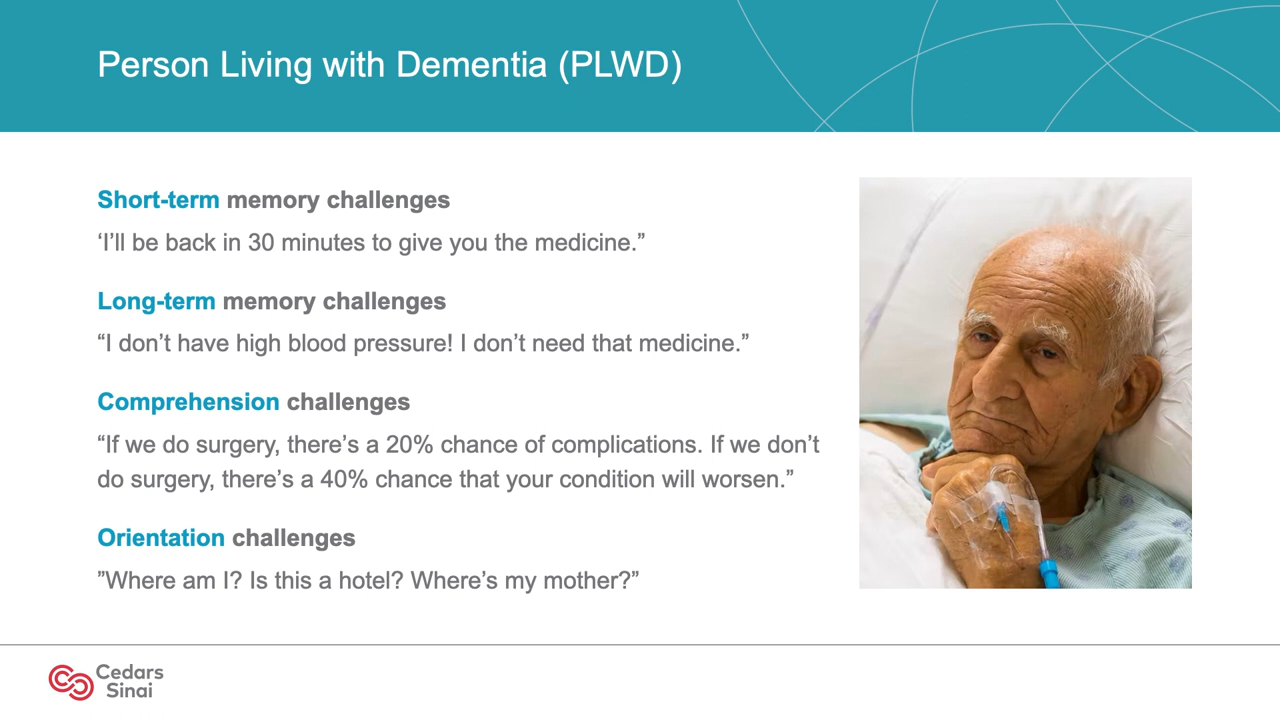 Person Living with Dementia (PLWD)
Short-term memory challenges
‘I’ll be back in 30 minutes to give you the medicine.”
Long-term memory challenges
“I don’t have high blood pressure! I don’t need that medicine.”
Comprehension challenges
“If we do surgery, there’s a 20% chance of complications. If we don’t
do surgery, there’s a 40% chance that your condition will worsen.”
Orientation challenges
”Where am I? Is this a hotel? Where’s my mother?”
Cedars
Sinai